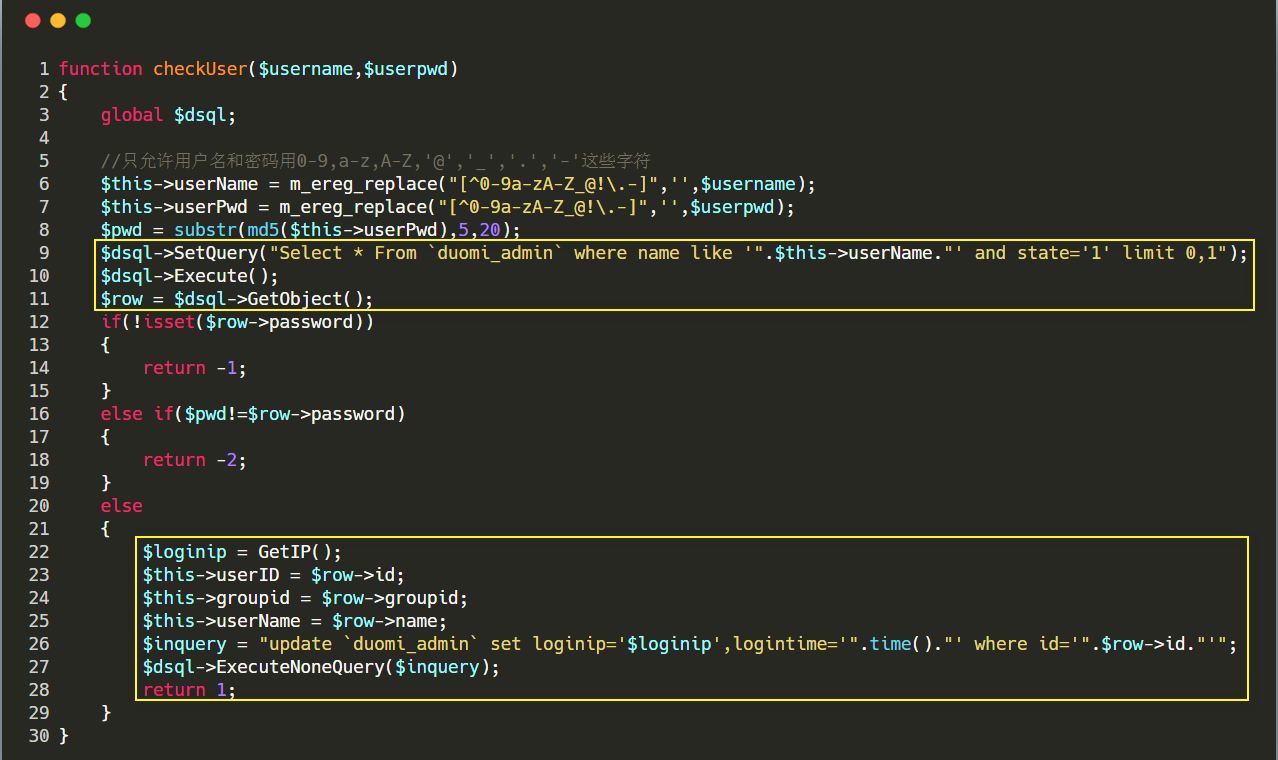 1 function checkUser($username,$userpwd)
2 {
3     global $dsql;
4
5     //只允许用户名和密码用0-9,a-z,A-Z,'@','_','.','-'这些字符
6     $this->userName = m_ereg_replace("[^0-9a-zA-Z_@!\.-]",'',$username);
7     $this->userPwd = m_ereg_replace("[^0-9a-zA-Z_@!\.-]",'',$userpwd);
8     $pwd = substr(md5($this->userPwd),5,20);
9     $dsql->SetQuery("Select * From `duomi_admin` where name like '".$this->userName."' and state='1' limit 0,1");
10     $dsql->Execute();
11     $row = $dsql->GetObject();
12     if(!isset($row->password))
13     {
14         return -1;
15     }
16     else if($pwd!=$row->password)
17     {
18         return -2;
19     }
20     else
21     {
22         $loginip = GetIP();
23         $this->userID = $row->id;
24         $this->groupid = $row->groupid;
25         $this->userName = $row->name;
26         $inquery = "update `duomi_admin` set loginip='$loginip',logintime='".time()."' where id='".$row->id."'";
27         $dsql->ExecuteNoneQuery($inquery);
28         return 1;
29     }
30 }